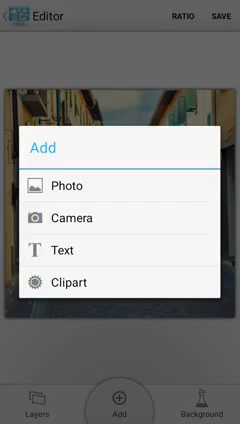 Editor
RATIO
SAVE
Add
Photo
Camera
Text
Clipart
Layers
Add
Background